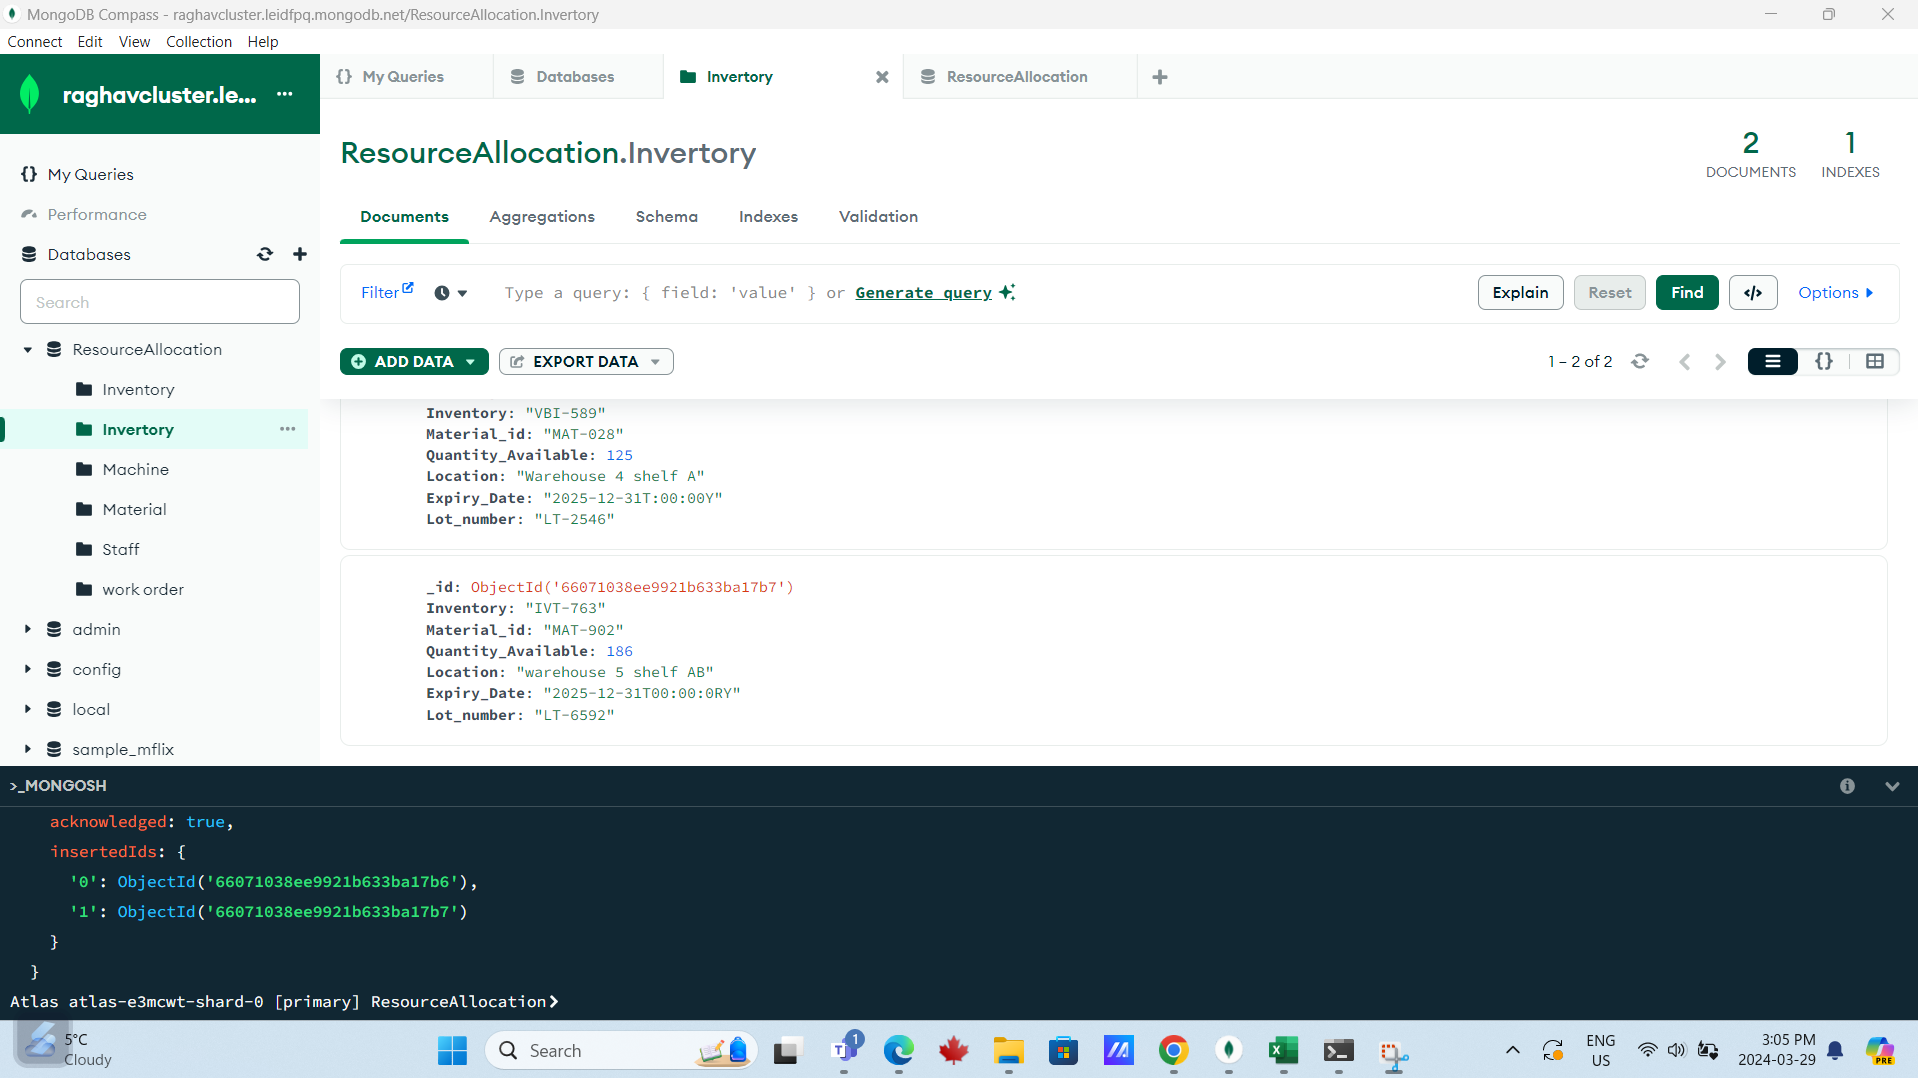 MongoDB Compass - raghavcluster.leidfpq.mongodb.net/ResourceAllocation.Inventory
Connect Edit View Collection Help
raghavcluster.le... ...
{} My Queries
Databases
Inventory
ResourceAllocation
+
My Queries
Performance
Databases
Search
ResourceAllocation
Inventory
Invertory ...
Machine
Material
Staff
work order
admin
config
local
sample_mflix
ResourceAllocation.Invertory
2
DOCUMENTS
1
INDEXES
Documents Aggregations Schema Indexes Validation
Filter Type a query: { field: 'value' } or Generate query Explain Reset Find </> Options
ADD DATA EXPORT DATA 1 – 2 of 2 {}
Inventory: "VBI-589"
Material_id: "MAT-028"
Quantity_Available: 125
Location: "Warehouse 4 shelf A"
Expiry_Date: "2025-12-31T:00:00Y"
Lot_number: "LT-2546"
_id: ObjectId('66071038ee9921b633ba17b7')
Inventory: "IVT-763"
Material_id: "MAT-902"
Quantity_Available: 186
Location: "warehouse 5 shelf AB"
Expiry_Date: "2025-12-31T00:00:0RY"
Lot_number: "LT-6592"
>_MONGOSH
acknowledged: true,
insertedIds: {
'0': ObjectId('66071038ee9921b633ba17b6'),
'1': ObjectId('66071038ee9921b633ba17b7')
}
}
Atlas atlas-e3mcwt-shard-0 [primary] ResourceAllocation>
5°C
Cloudy
Search
1
ENG
US
3:05 PM
2024-03-29
PRE